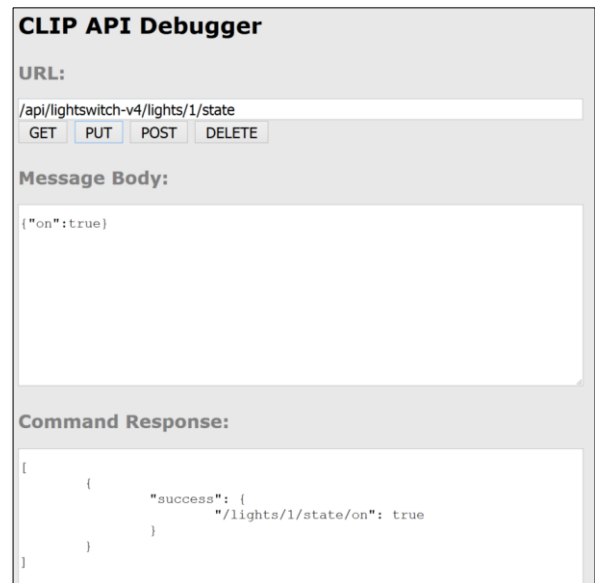 CLIP API Debugger
URL:
/api/lightswitch-v4/lights/1/state
GET PUT POST DELETE
Message Body:
{"on":true}
Command Response:
[
{
"success": {
"/lights/1/state/on": true
}
}
]